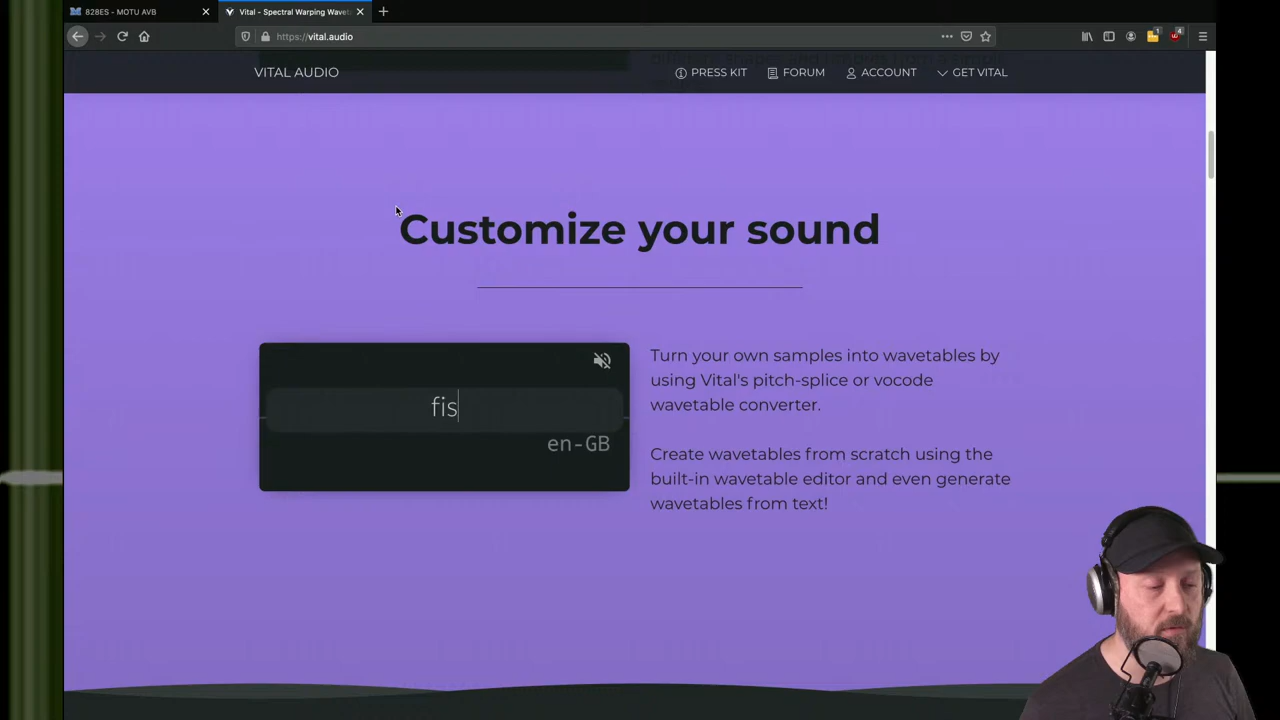 828ES - MOTU AVB
Vital - Spectral Warping Wavet
https://vital.audio
1
4
VITAL AUDIO
PRESS KIT
FORUM
ACCOUNT
GET VITAL
Customize your sound
fis
en-GB
Turn your own samples into wavetables by
using Vital's pitch-splice or vocode
wavetable converter.
Create wavetables from scratch using the
built-in wavetable editor and even generate
wavetables from text!